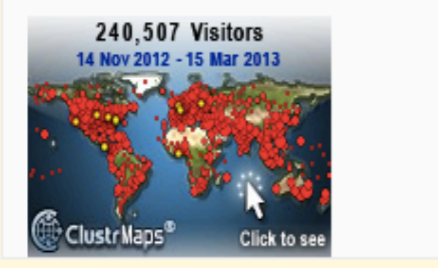 240,507 Visitors
14 Nov 2012 - 15 Mar 2013
ClustrMaps®
Click to see